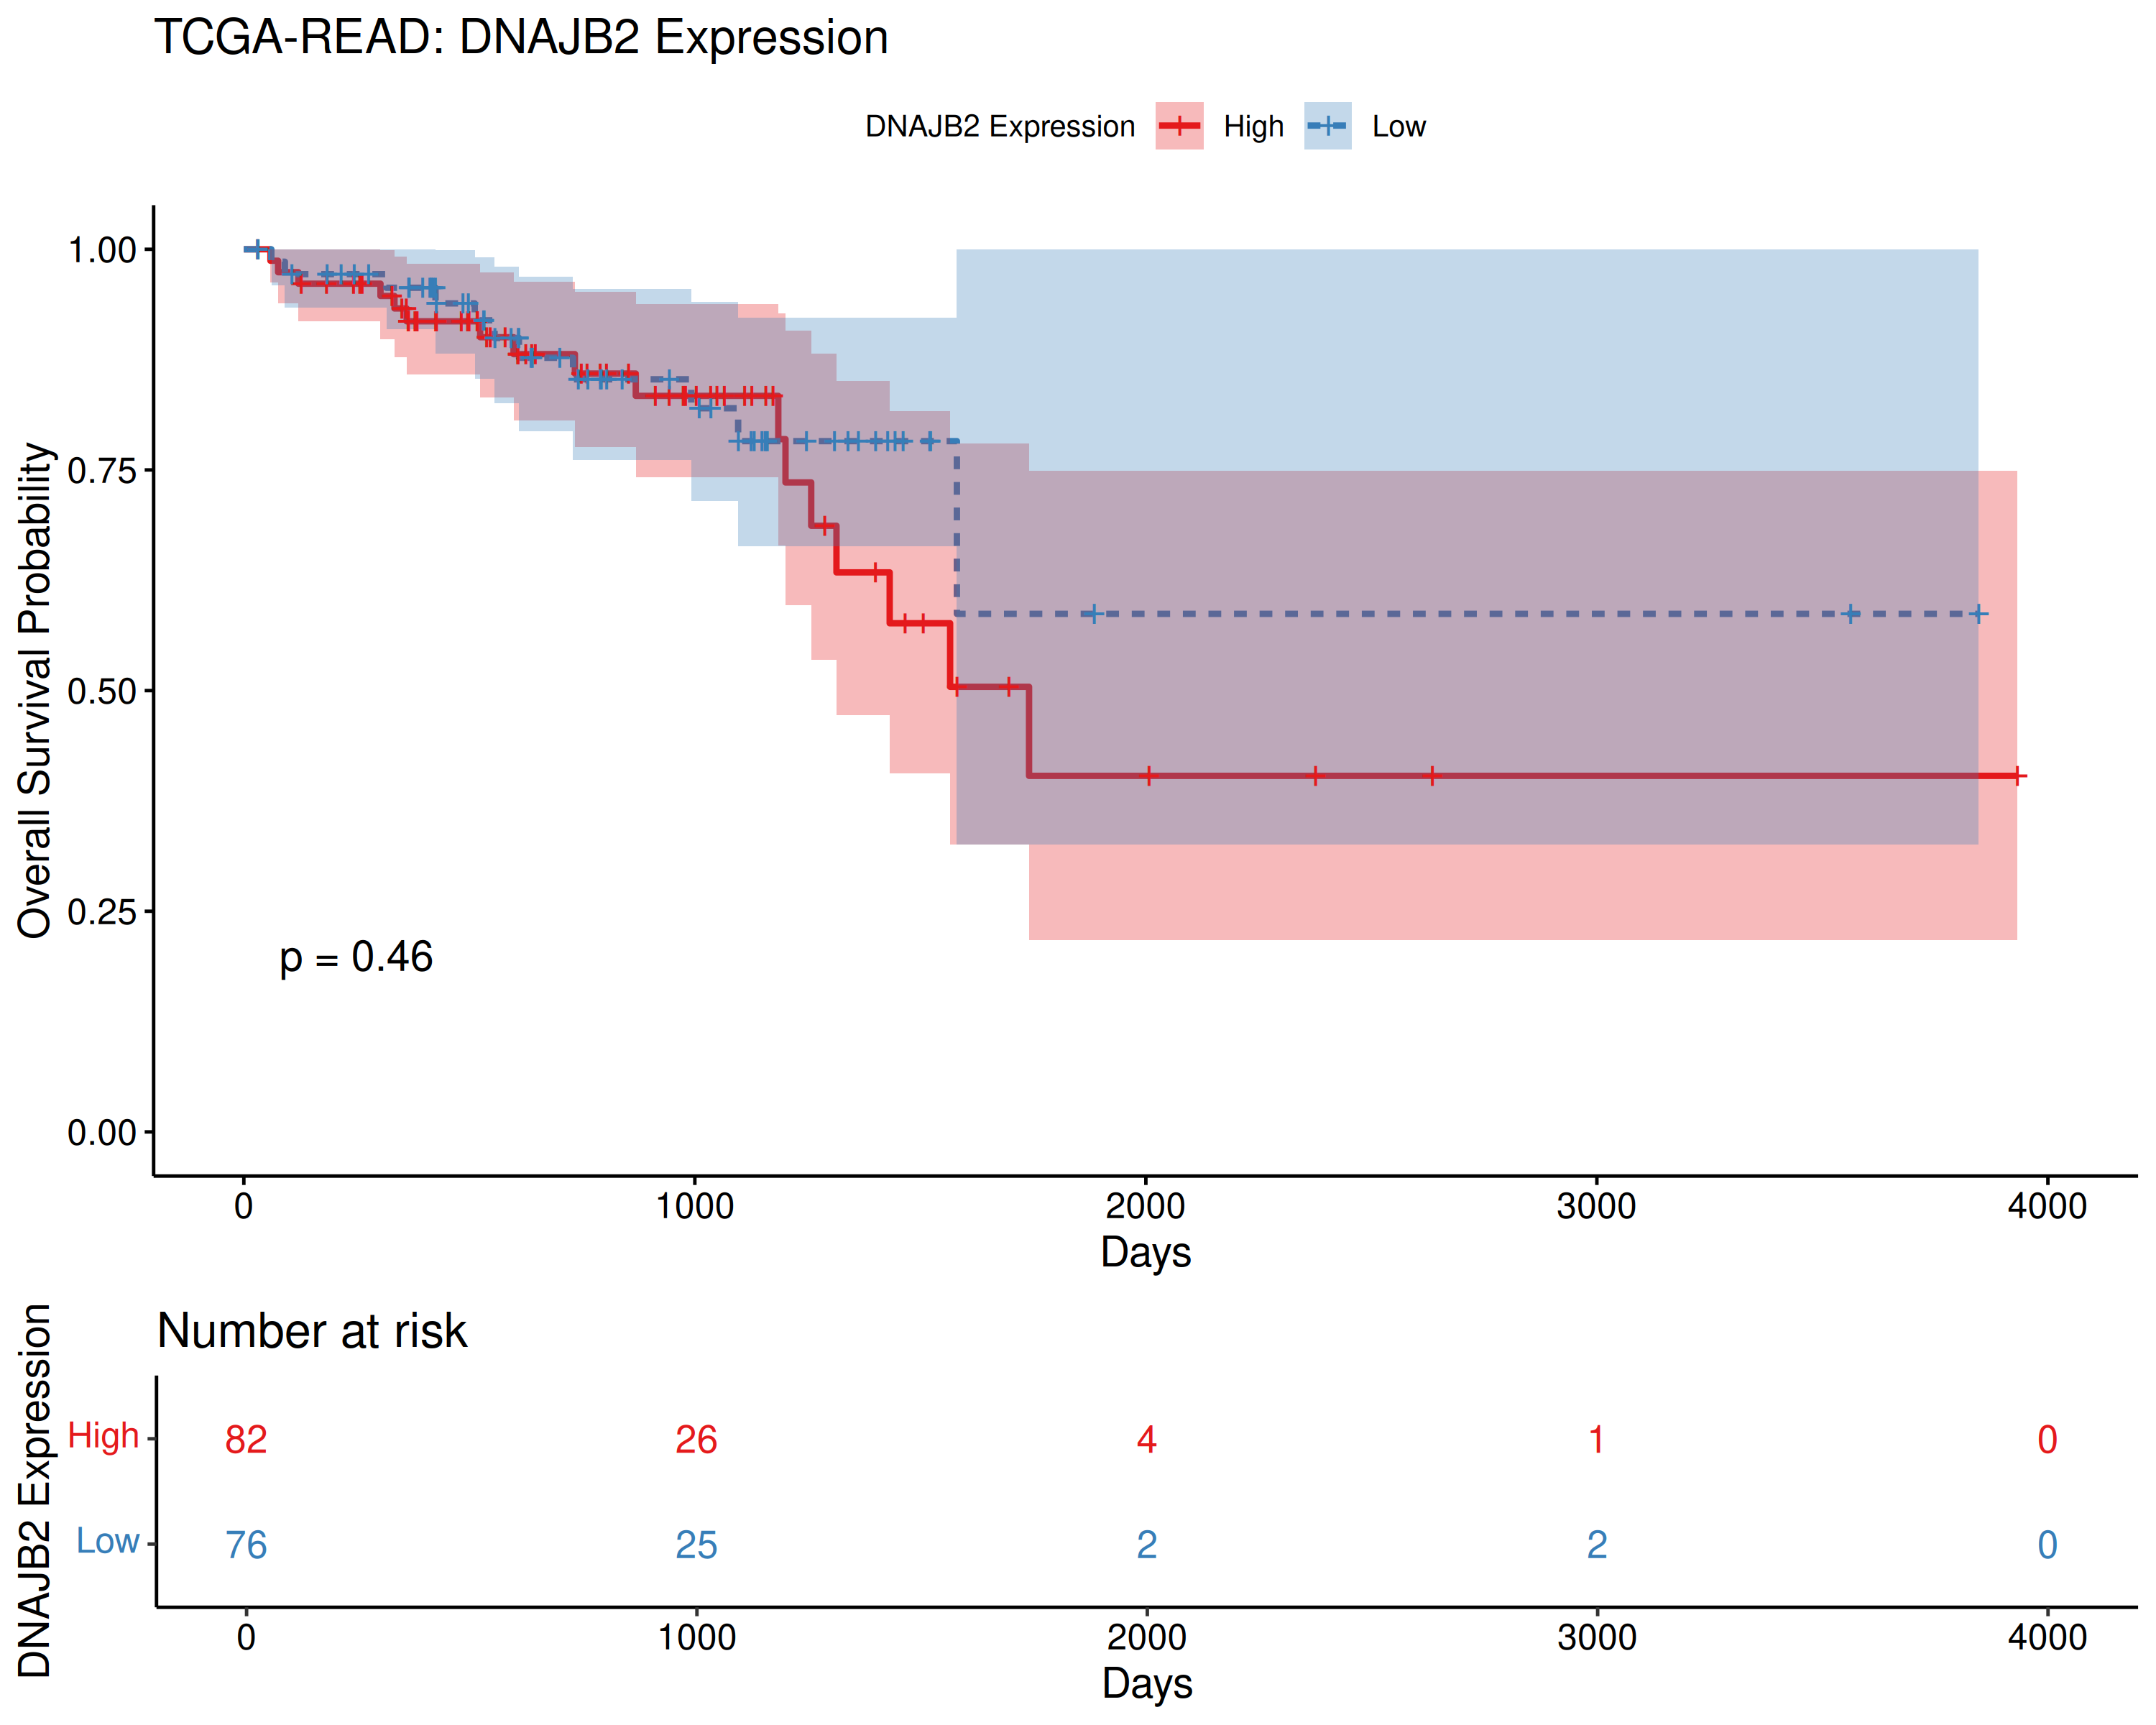 TCGA-READ: DNAJB2 Expression
DNAJB2 Expression High Low
Overall Survival Probability
1.00
0.75
0.50
0.25
0.00
p = 0.46
0 1000 2000 3000 4000
Days
Number at risk
DNAJB2 Expression
High 82 26 4 1 0
Low 76 25 2 2 0
0 1000 2000 3000 4000
Days